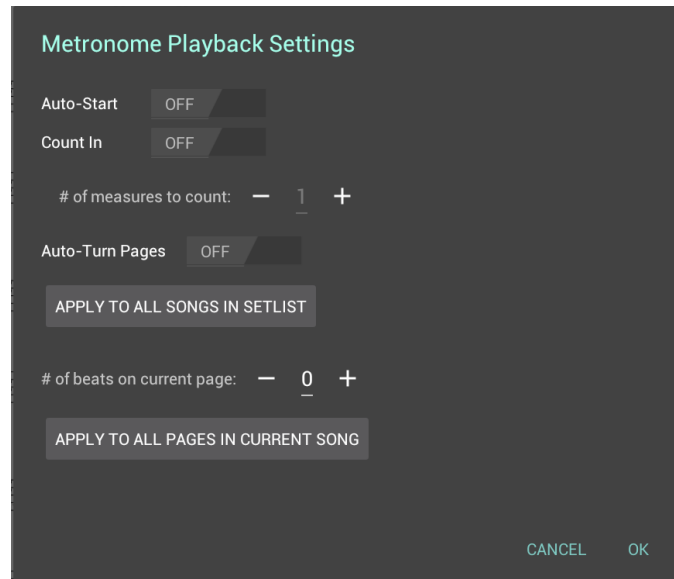 Metronome Playback Settings
Auto-Start OFF
Count In OFF
# of measures to count: − 1 +
Auto-Turn Pages OFF
APPLY TO ALL SONGS IN SETLIST
# of beats on current page: − 0 +
APPLY TO ALL PAGES IN CURRENT SONG
CANCEL OK